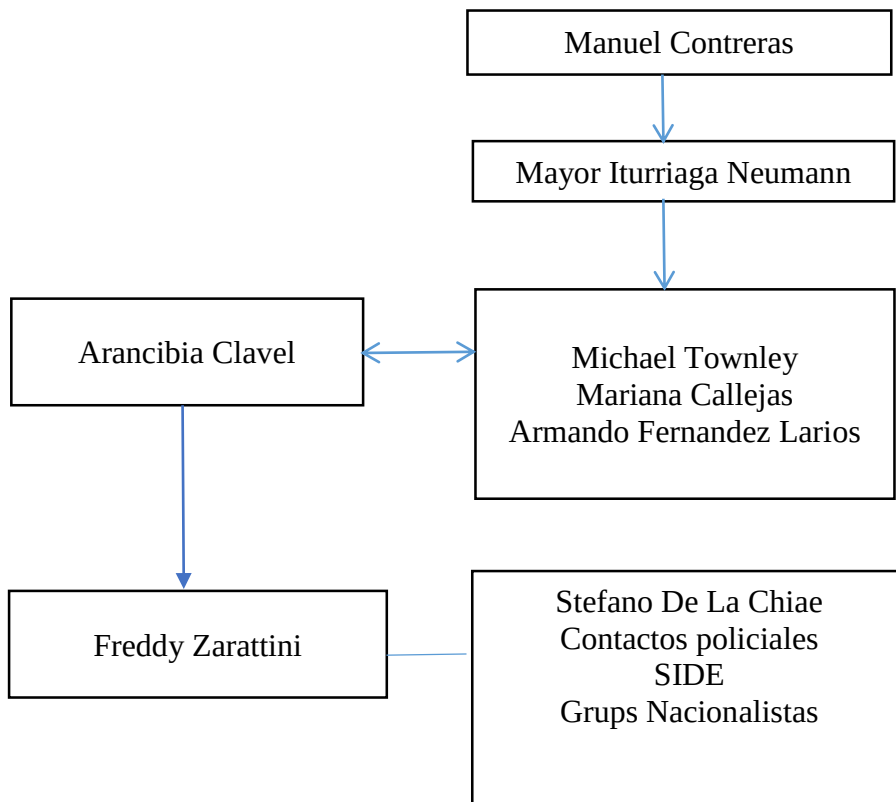 Manuel Contreras
Mayor Iturriaga Neumann
Arancibia Clavel
Michael Townley
Mariana Callejas
Armando Fernandez Larios
Freddy Zarattini
Stefano De La Chiae
Contactos policiales
SIDE
Grups Nacionalistas